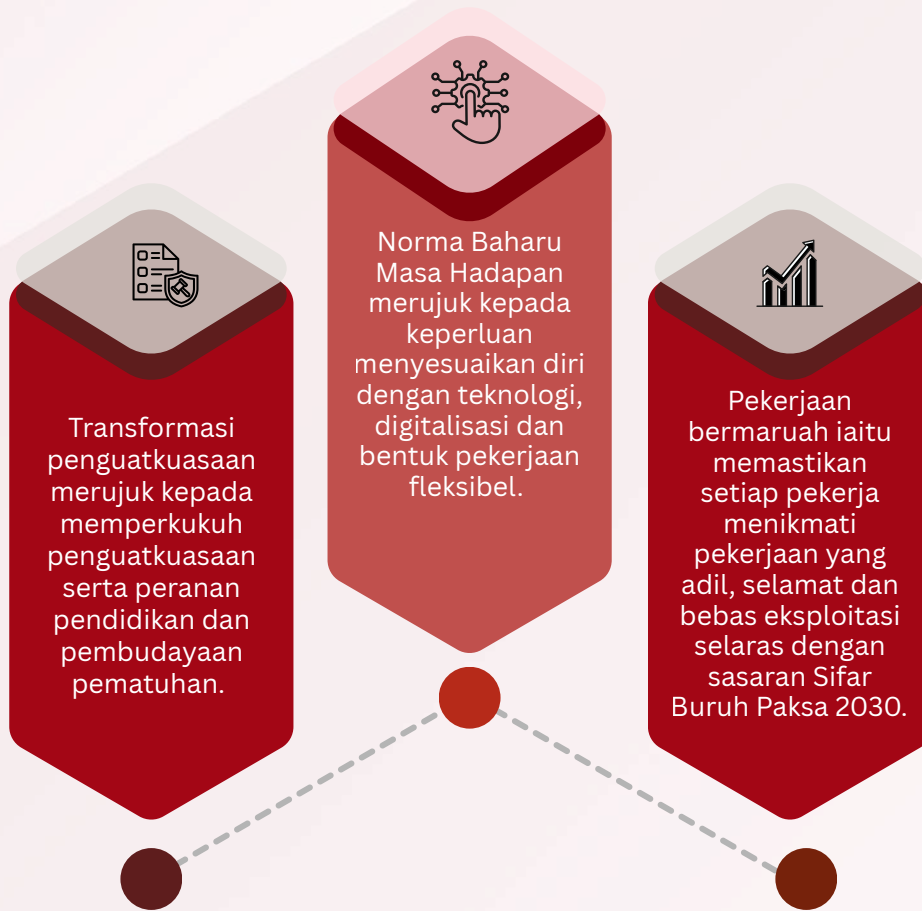 Transformasi
penguatkuasaan
merujuk kepada
memperkukuh
penguatkuasaan
serta peranan
pendidikan dan
pembudayaan
pematuhan.
Norma Baharu
Masa Hadapan
merujuk kepada
keperluan
menyesuaikan diri
dengan teknologi,
digitalisasi dan
bentuk pekerjaan
fleksibel.
Pekerjaan
bermaruah iaitu
memastikan
setiap pekerja
menikmati
pekerjaan yang
adil, selamat dan
bebas eksploitasi
selaras dengan
sasaran Sifar
Buruh Paksa 2030.